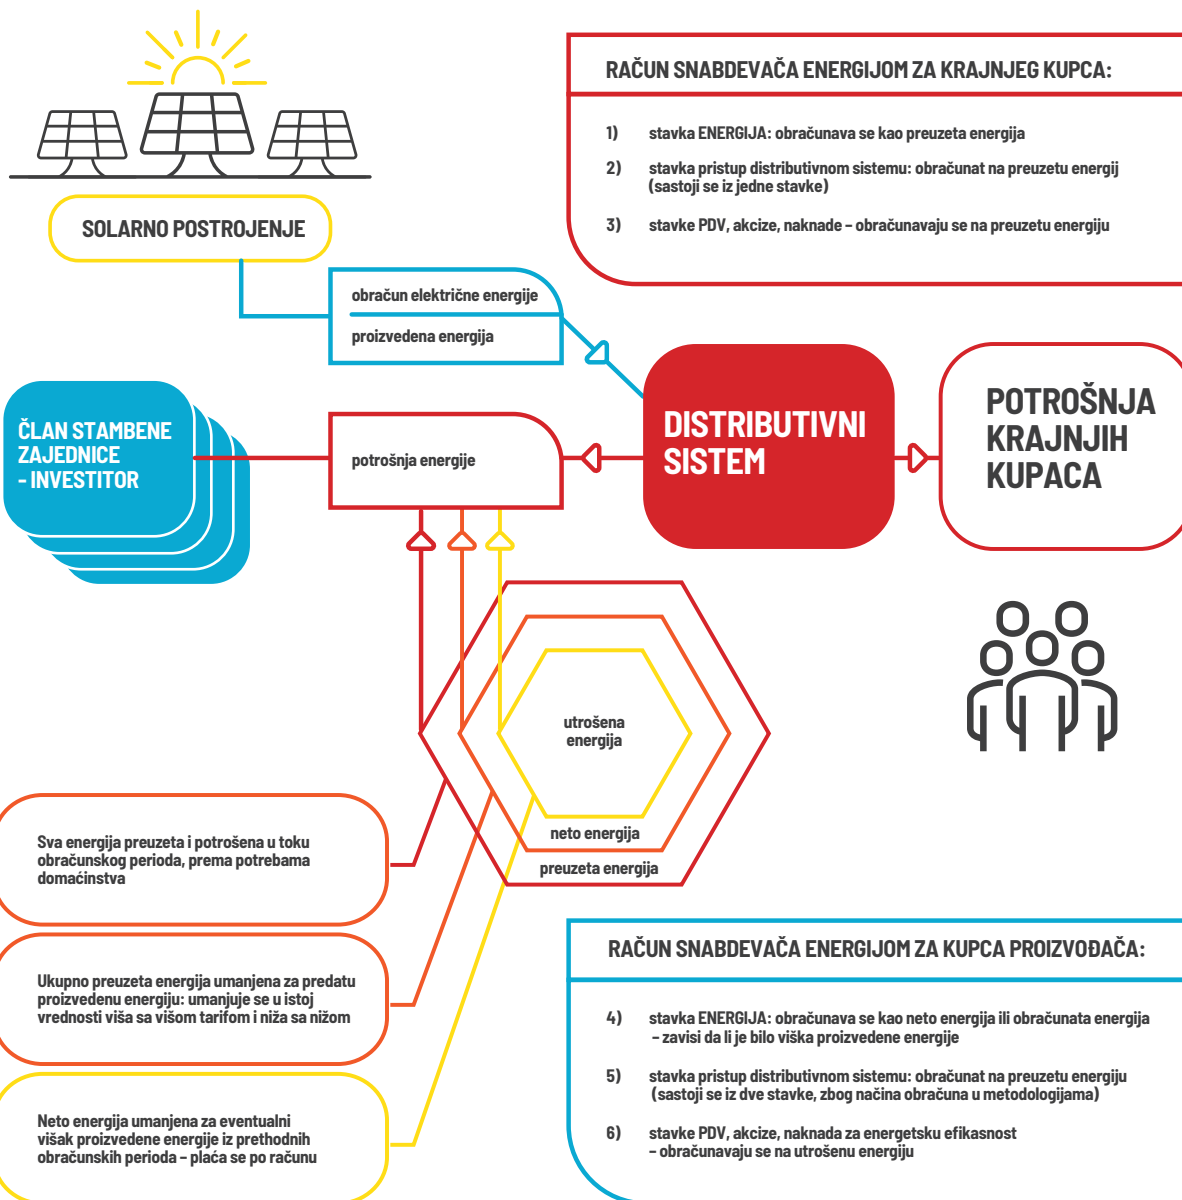 RAČUN SNABDEVAČA ENERGIJOM ZA KRAJNJEG KUPCA:
1) stavka ENERGIJA: obračunava se kao preuzeta energija
2) stavka pristup distributivnom sistemu: obračunat na preuzetu energij
(sastoji se iz jedne stavke)
3) stavke PDV, akcize, naknade – obračunavaju se na preuzetu energiju
SOLARNO POSTROJENJE
obračun električne energije
proizvedena energija
ČLAN STAMBENE
ZAJEDNICE
- INVESTITOR
potrošnja energije
DISTRIBUTIVNI
SISTEM
POTROŠNJA
KRAJNJIH
KUPACA
utrošena
energija
neto energija
preuzeta energija
Sva energija preuzeta i potrošena u toku
obračunskog perioda, prema potrebama
domaćinstva
Ukupno preuzeta energija umanjena za predatu
proizvedenu energiju: umanjuje se u istoj
vrednosti viša sa višom tarifom i niža sa nižom
Neto energija umanjena za eventualni
višak proizvedene energije iz prethodnih
obračunskih perioda – plaća se po računu
RAČUN SNABDEVAČA ENERGIJOM ZA KUPCA PROIZVOĐAČA:
4) stavka ENERGIJA: obračunava se kao neto energija ili obračunata energija
– zavisi da li je bilo viška proizvedene energije
5) stavka pristup distributivnom sistemu: obračunat na preuzetu energiju
(sastoji se iz dve stavke, zbog načina obračuna u metodologijama)
6) stavke PDV, akcize, naknada za energetsku efikasnost
– obračunavaju se na utrošenu energiju